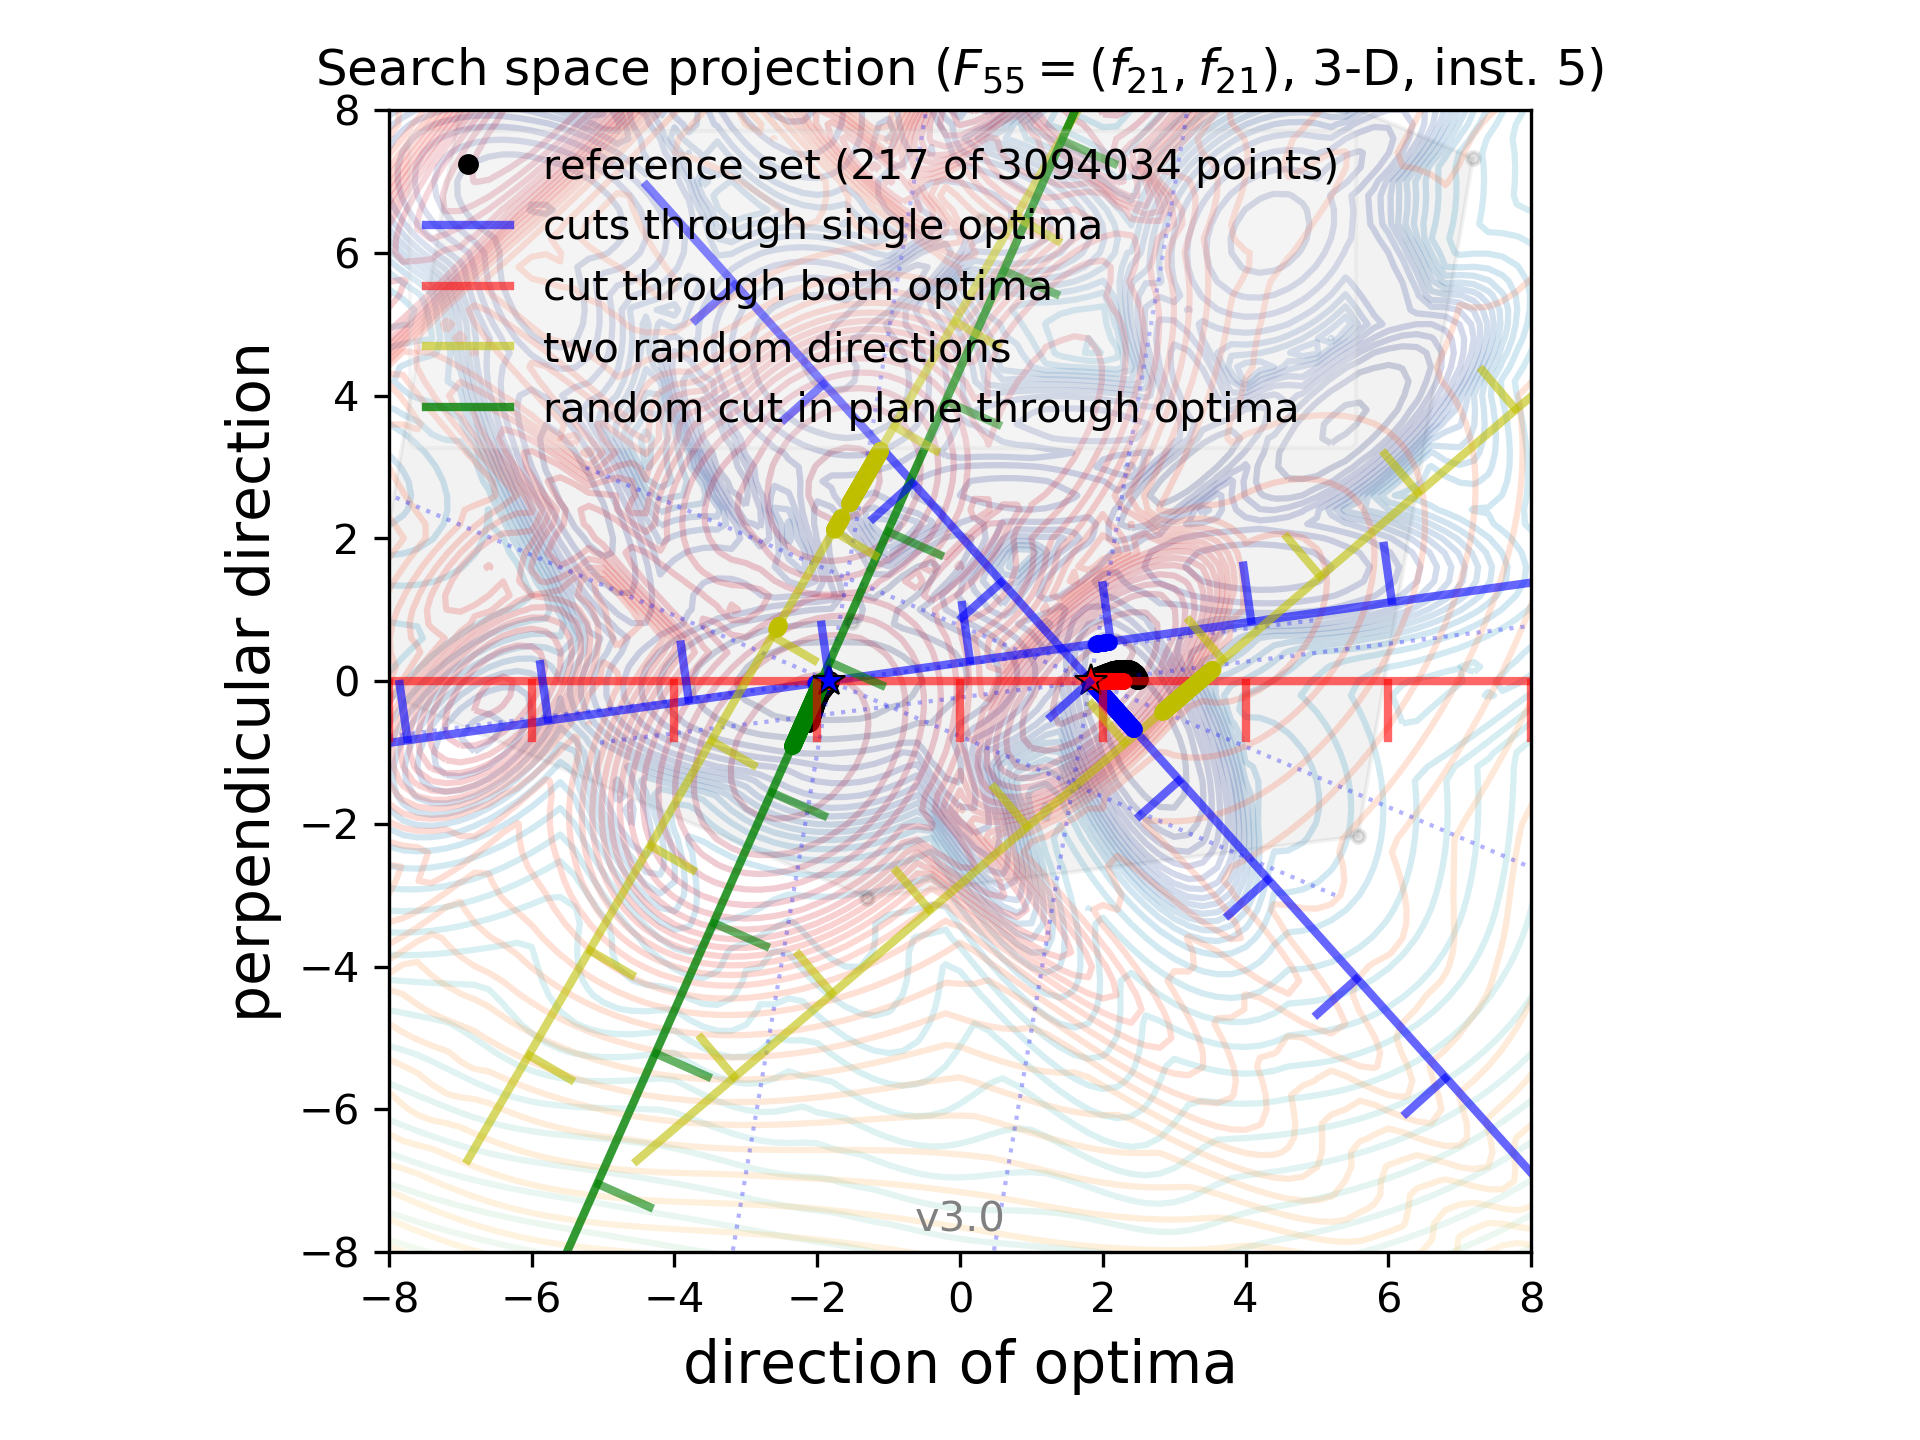 Search space projection (F₅₅ = (f₂₁, f₂₁), 3-D, inst. 5)
reference set (217 of 3094034 points)
cuts through single optima
cut through both optima
two random directions
random cut in plane through optima
perpendicular direction
8
6
4
2
0
−2
−4
−6
−8
v3.0
−8 −6 −4 −2 0 2 4 6 8
direction of optima